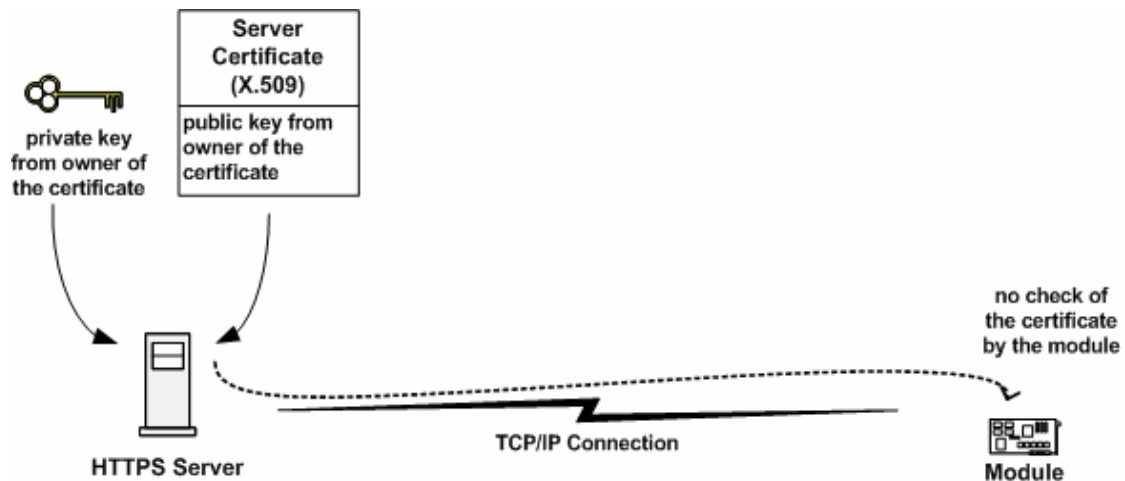 Server
Certificate
(X.509)
public key from
owner of the
certificate
private key
from owner of
the certificate
no check of
the certificate
by the module
TCP/IP Connection
HTTPS Server
Module